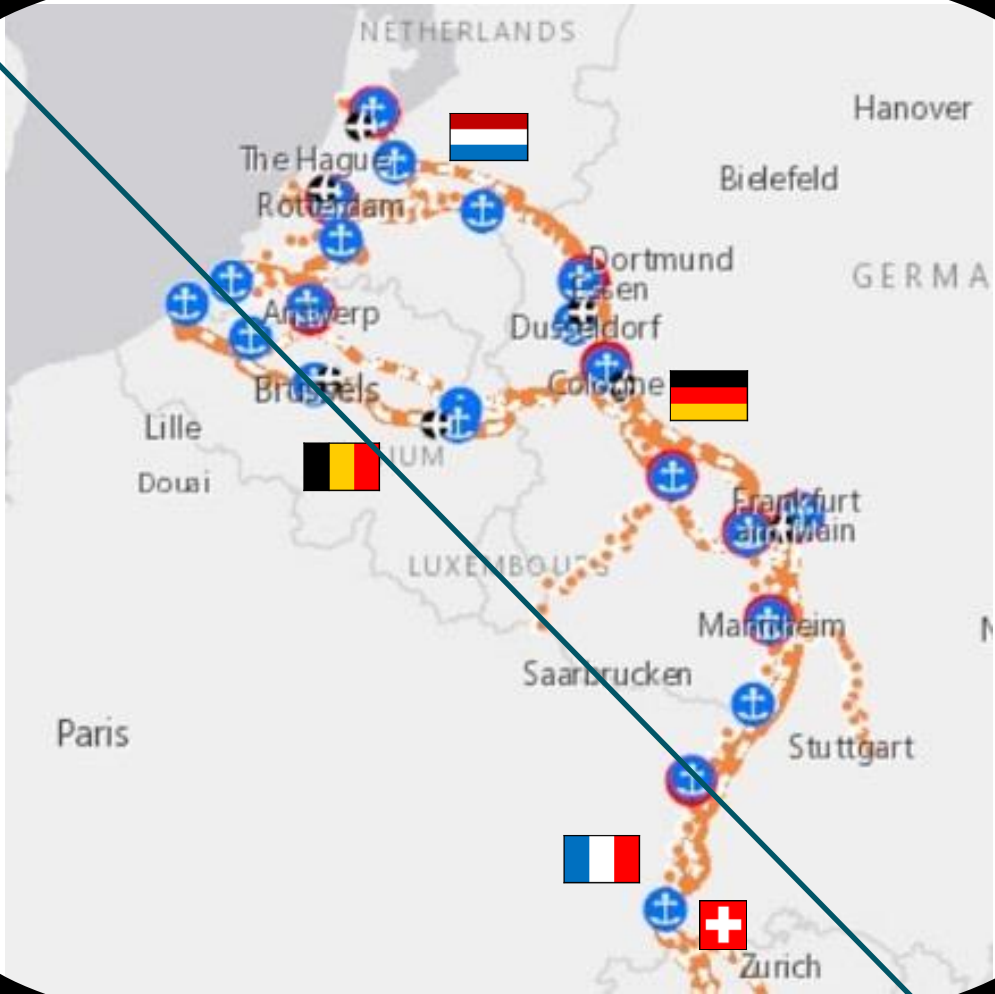 NETHERLANDS
Hanover
The Hague
Bielefeld
Rotterdam
Dortmund
GERMA
Essen
Antwerp
Dusseldorf
Cologne
Brussels
Lille
IUM
Douai
Frankfurt
am Main
LUXEMBOURG
Mannheim
N
Saarbrucken
Paris
Stuttgart
Zurich